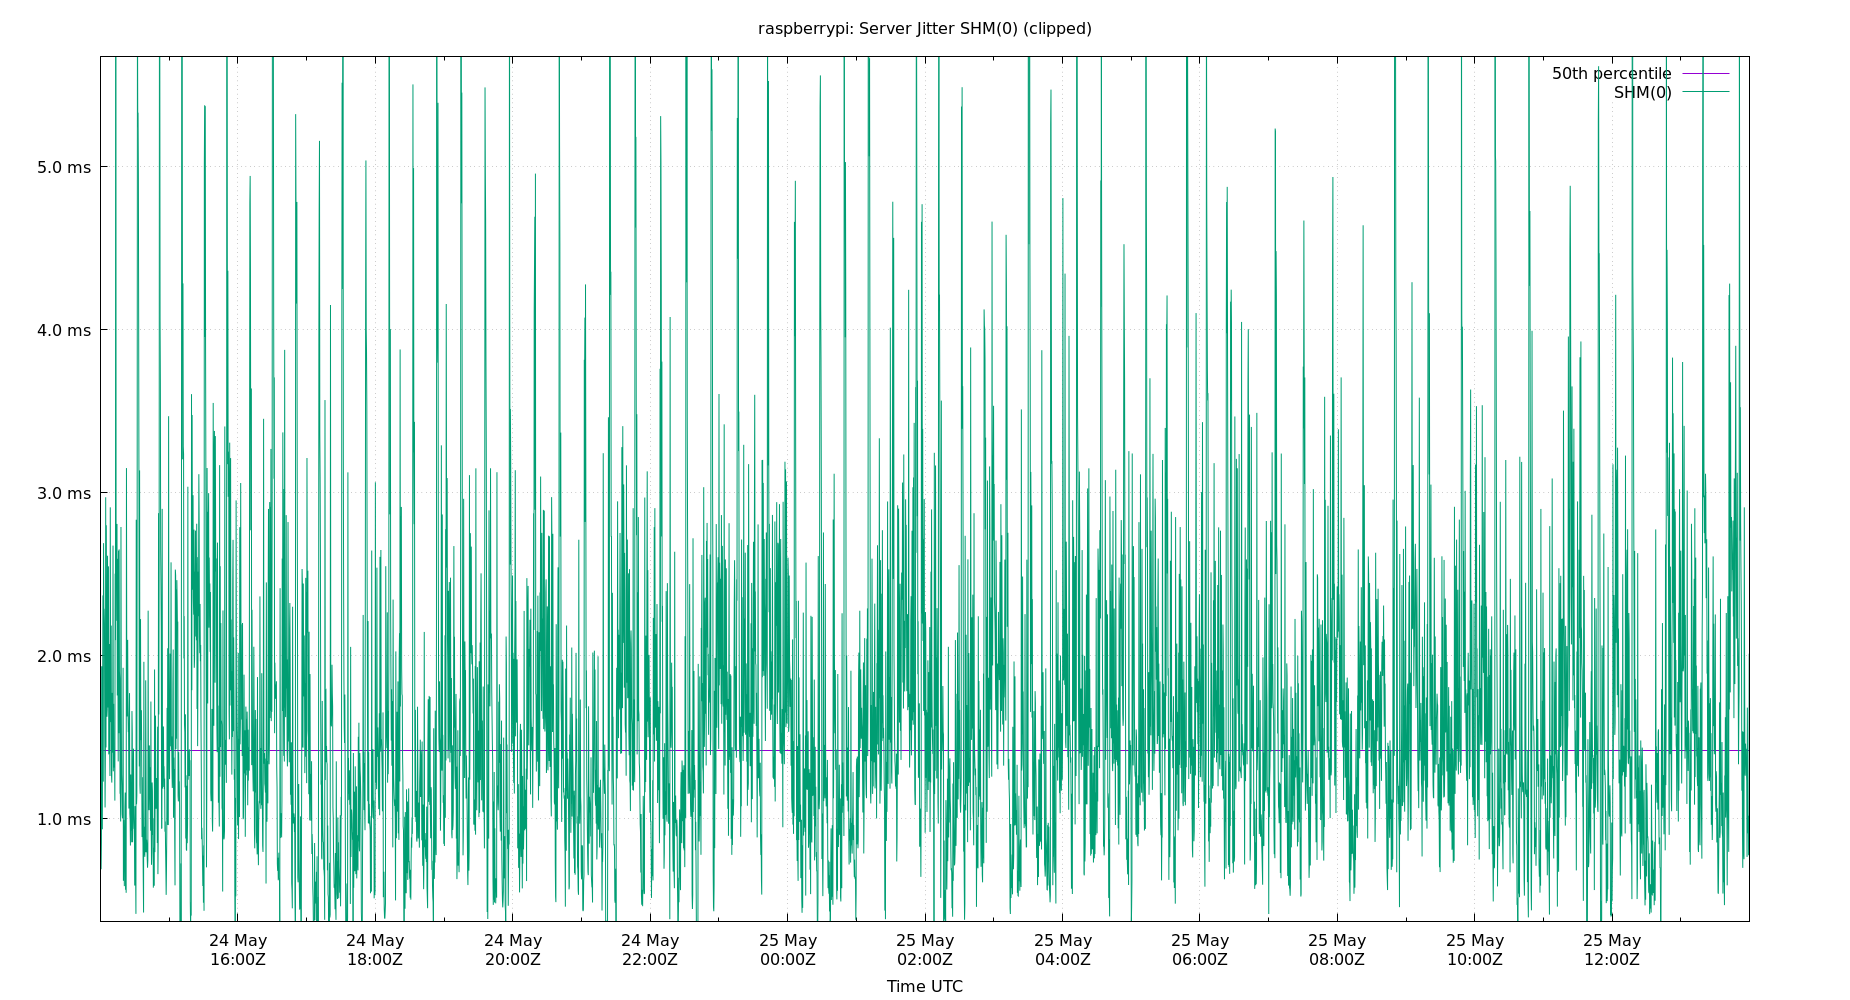 raspberrypi: Server Jitter SHM(0) (clipped)
50th percentile
SHM(0)
5.0 ms
4.0 ms
3.0 ms
2.0 ms
1.0 ms
24 May 24 May 24 May 24 May 25 May 25 May 25 May 25 May 25 May 25 May 25 May
16:00Z 18:00Z 20:00Z 22:00Z 00:00Z 02:00Z 04:00Z 06:00Z 08:00Z 10:00Z 12:00Z
Time UTC